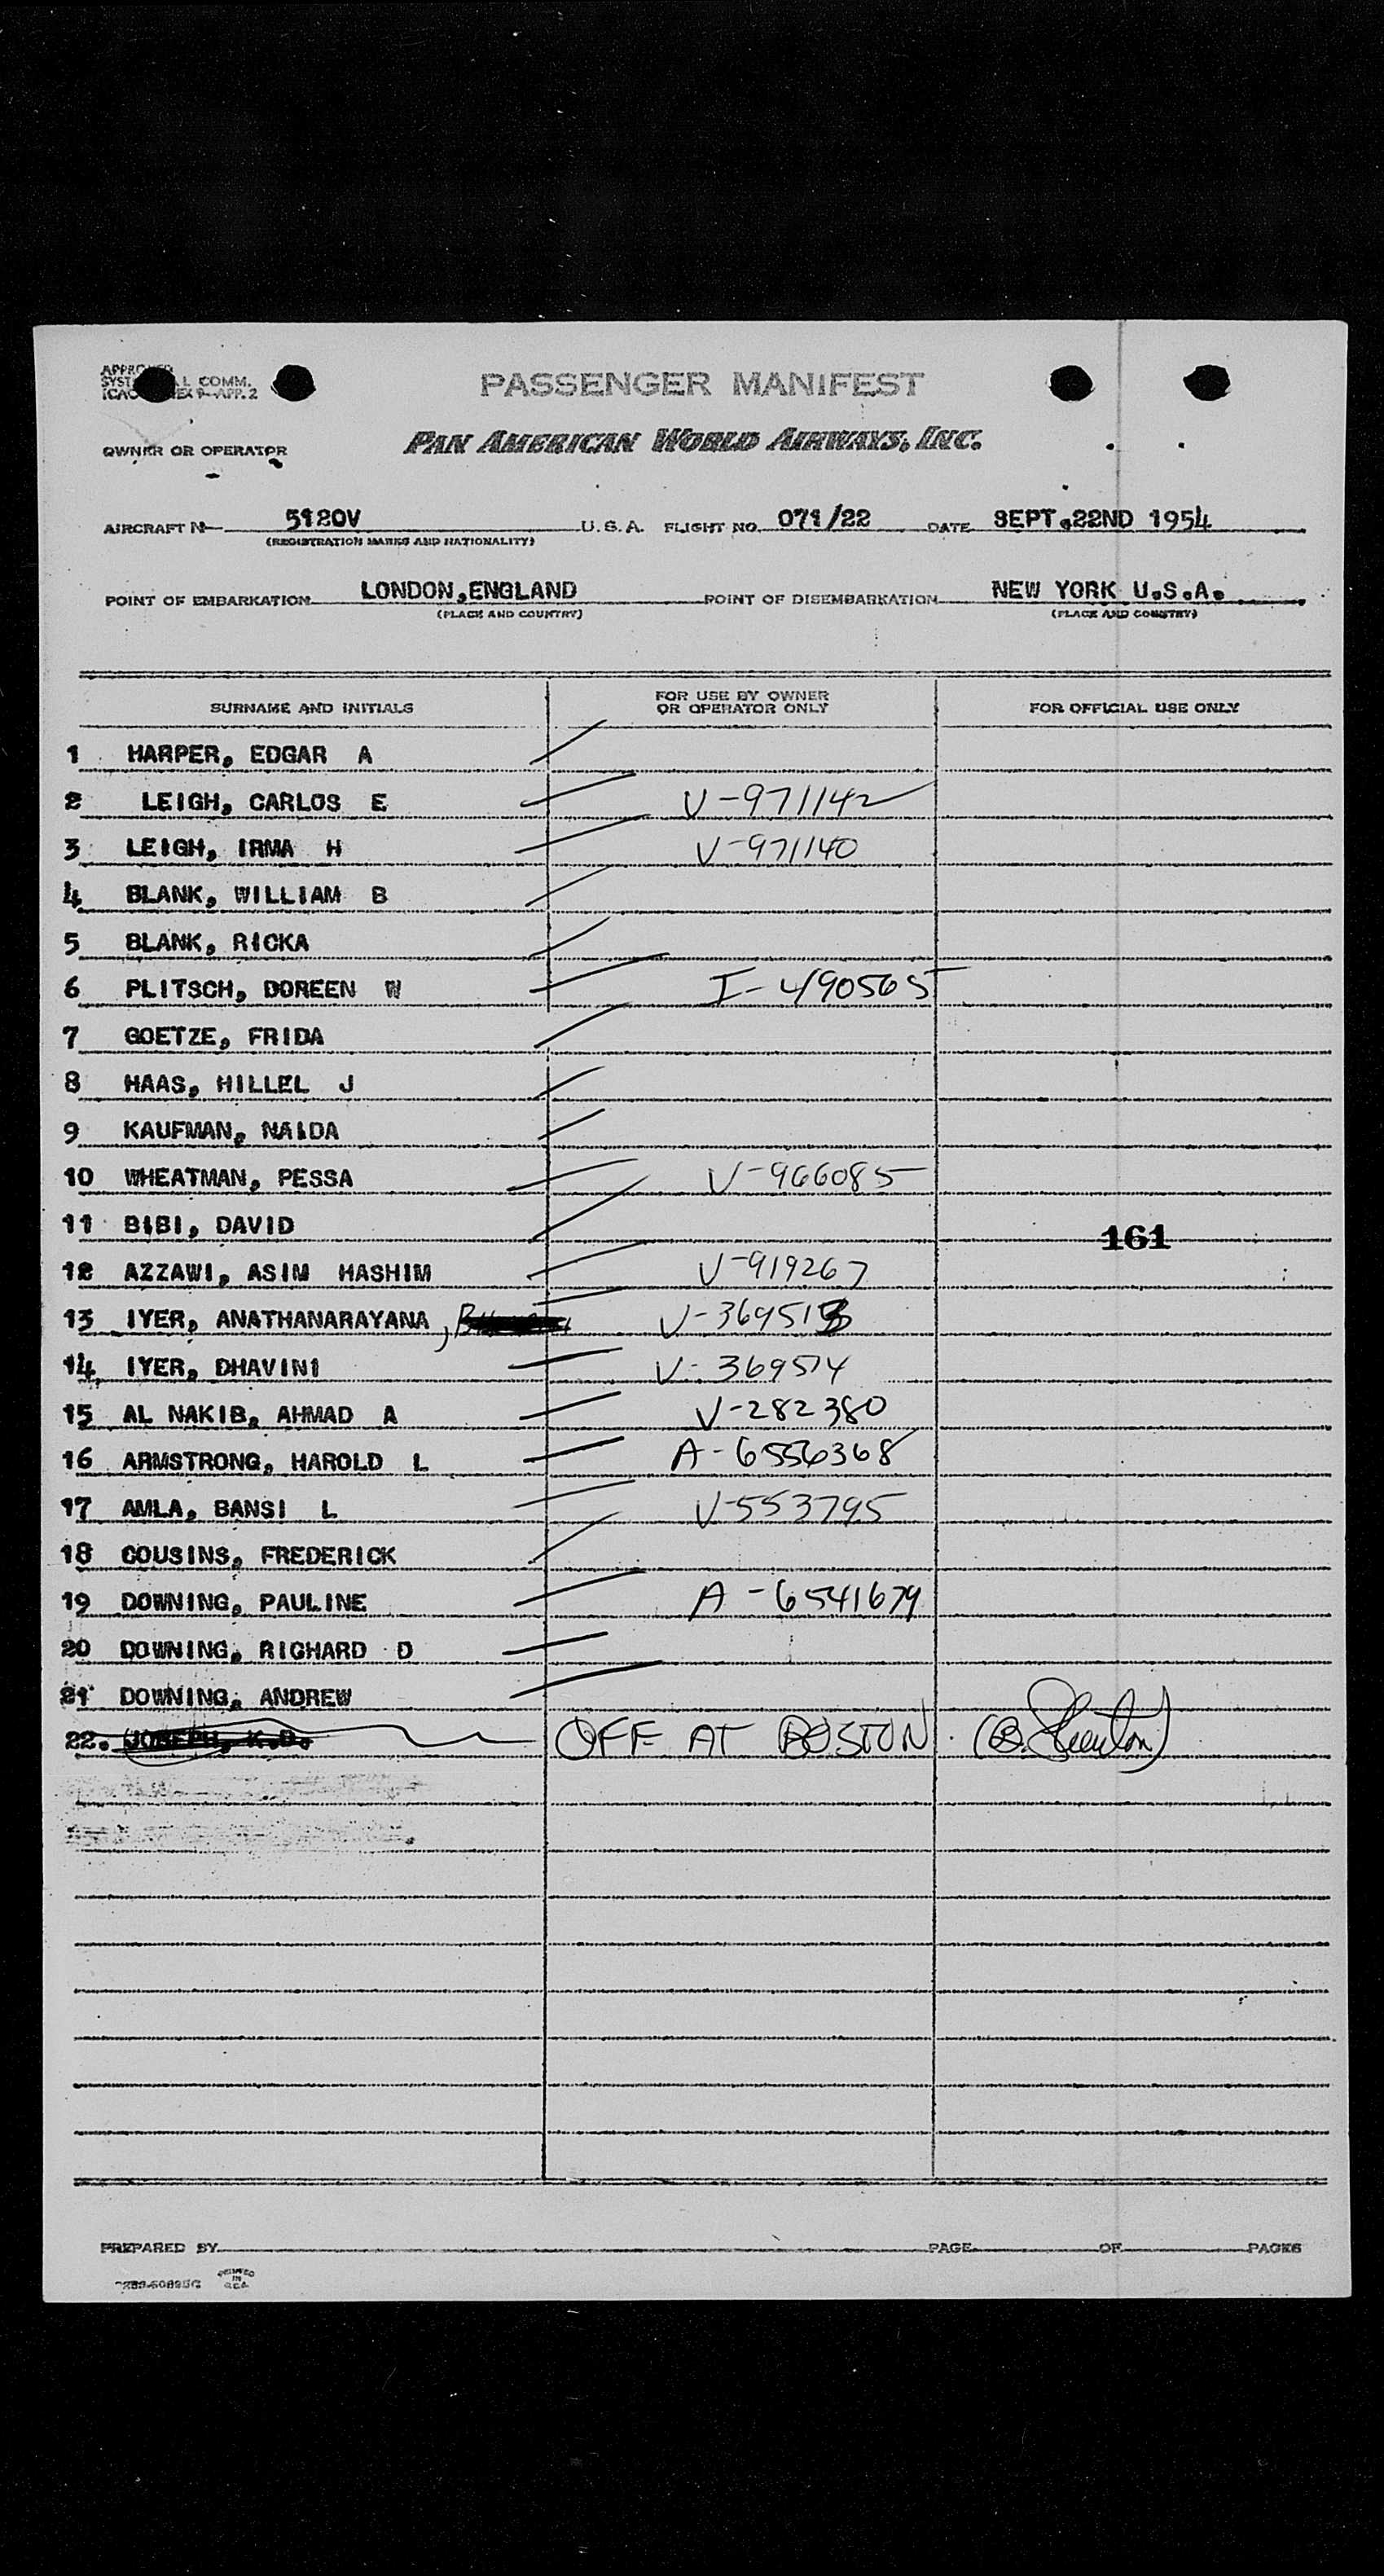 PASSENGER MANIFEST
L COMM.
APP. 2
OWNER OR OPERATOR
PAN AMERICAN WORLD AIRWAYS, INC.
AIRCRAFT N— 5120V U.S.A. FLIGHT NO. 071/22 DATE SEPT.22ND 1954
(REGISTRATION MARKS AND NATIONALITY)
POINT OF EMBARKATION LONDON,ENGLAND POINT OF DISEMBARKATION NEW YORK U.S.A.
(PLACE AND COUNTRY) (PLACE AND COUNTRY)
SURNAME AND INITIALS FOR USE BY OWNER OR OPERATOR ONLY FOR OFFICIAL USE ONLY
1 HARPER, EDGAR A
2 LEIGH, CARLOS E V-971142
3 LEIGH, IRMA H V-971140
4 BLANK, WILLIAM B
5 BLANK, RICKA
6 PLITSCH, DOREEN W I-490565
7 GOETZE, FRIDA
8 HAAS, HILLEL J
9 KAUFMAN, NAIDA
10 WHEATMAN, PESSA V-966085
11 BIBI, DAVID 161
12 AZZAWI, ASIM HASHIM V-919267
13 IYER, ANATHANARAYANA, V-369513
14 IYER, DHAVINI V-369514
15 AL NAKIB, AHMAD A V-282380
16 ARMSTRONG, HAROLD L A-6556368
17 AMLA, BANSI L V-553795
18 COUSINS, FREDERICK
19 DOWNING, PAULINE A-6541679
20 DOWNING, RICHARD D
21 DOWNING, ANDREW
22. JOSEPH, K.D. OFF AT BOSTON.
PREPARED BY PAGE OF PAGES